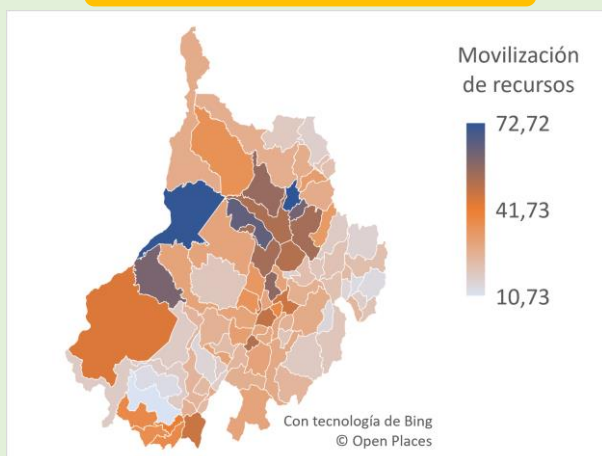 Movilización
de recursos
72,72
41,73
10,73
Con tecnología de Bing
© Open Places